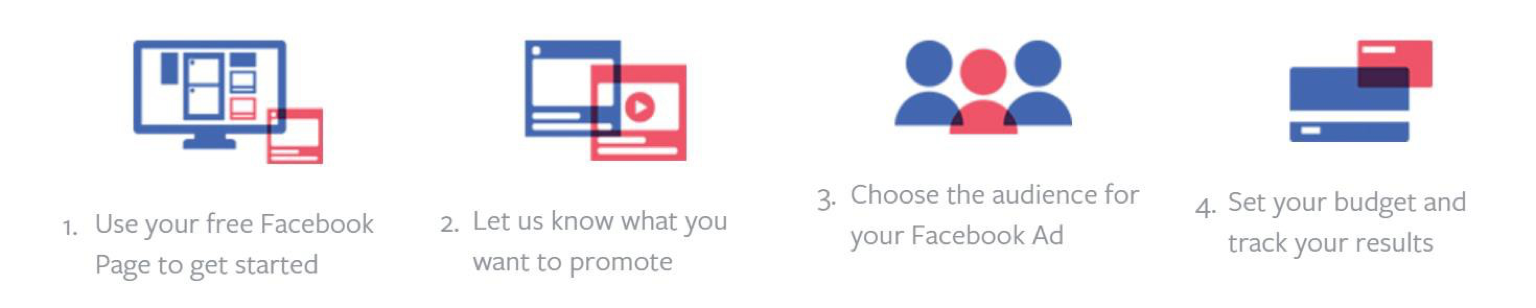 1. Use your free Facebook
Page to get started
2. Let us know what you
want to promote
3. Choose the audience for
your Facebook Ad
4. Set your budget and
track your results